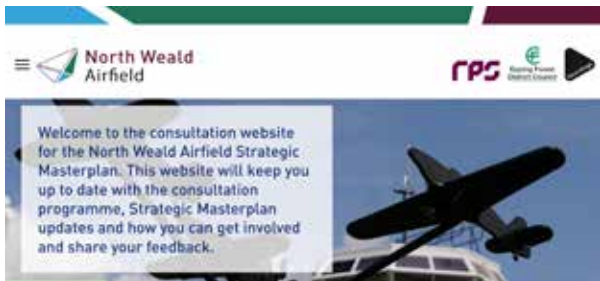 North Weald
Airfield
rps
Epping Forest
District Council
Welcome to the consultation website
for the North Weald Airfield Strategic
Masterplan. This website will keep you
up to date with the consultation
programme, Strategic Masterplan
updates and how you can get involved
and share your feedback.